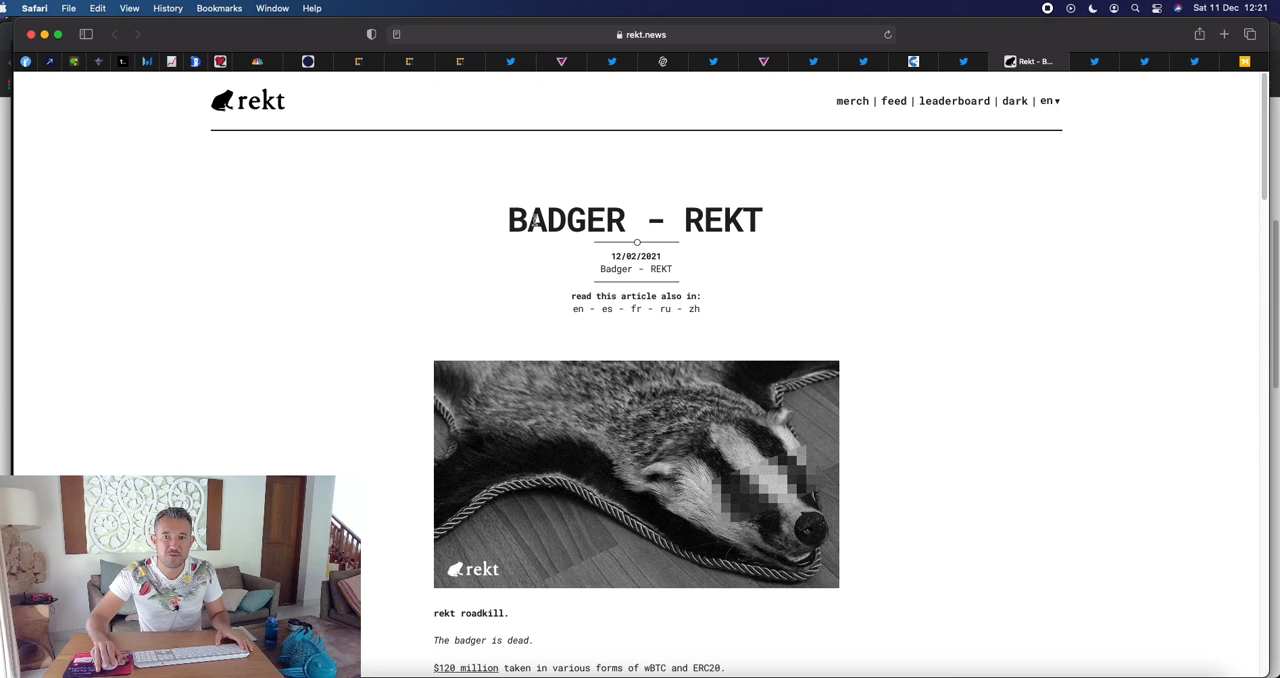 Safari File Edit View History Bookmarks Window Help
Sat 11 Dec 12:21
rekt.news
Rekt - B...
rekt
merch | feed | leaderboard | dark | en ▾
BADGER - REKT
12/02/2021
Badger - REKT
read this article also in:
en - es - fr - ru - zh
rekt
rekt roadkill.
The badger is dead.
$120 million taken in various forms of wBTC and ERC20.